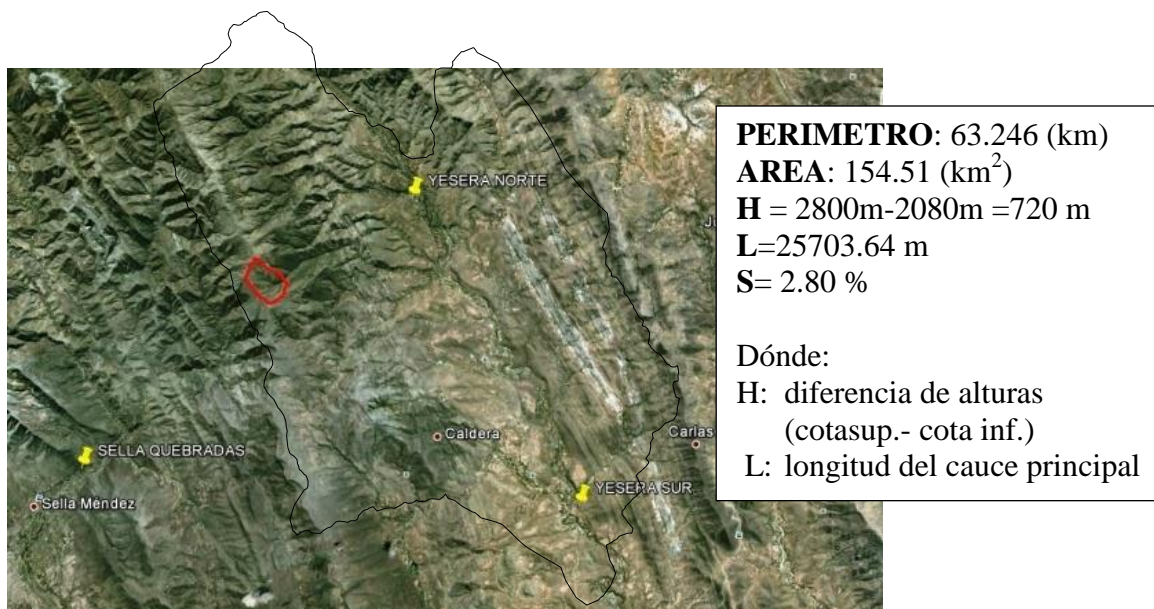 YESERA NORTE
SELLA QUEBRADAS
Sella Méndez
Caldera
Carlas
YESERA SUR
PERIMETRO: 63.246 (km)
AREA: 154.51 (km²)
H = 2800m-2080m =720 m
L=25703.64 m
S= 2.80 %
Dónde:
H: diferencia de alturas
(cotasup.- cota inf.)
L: longitud del cauce principal